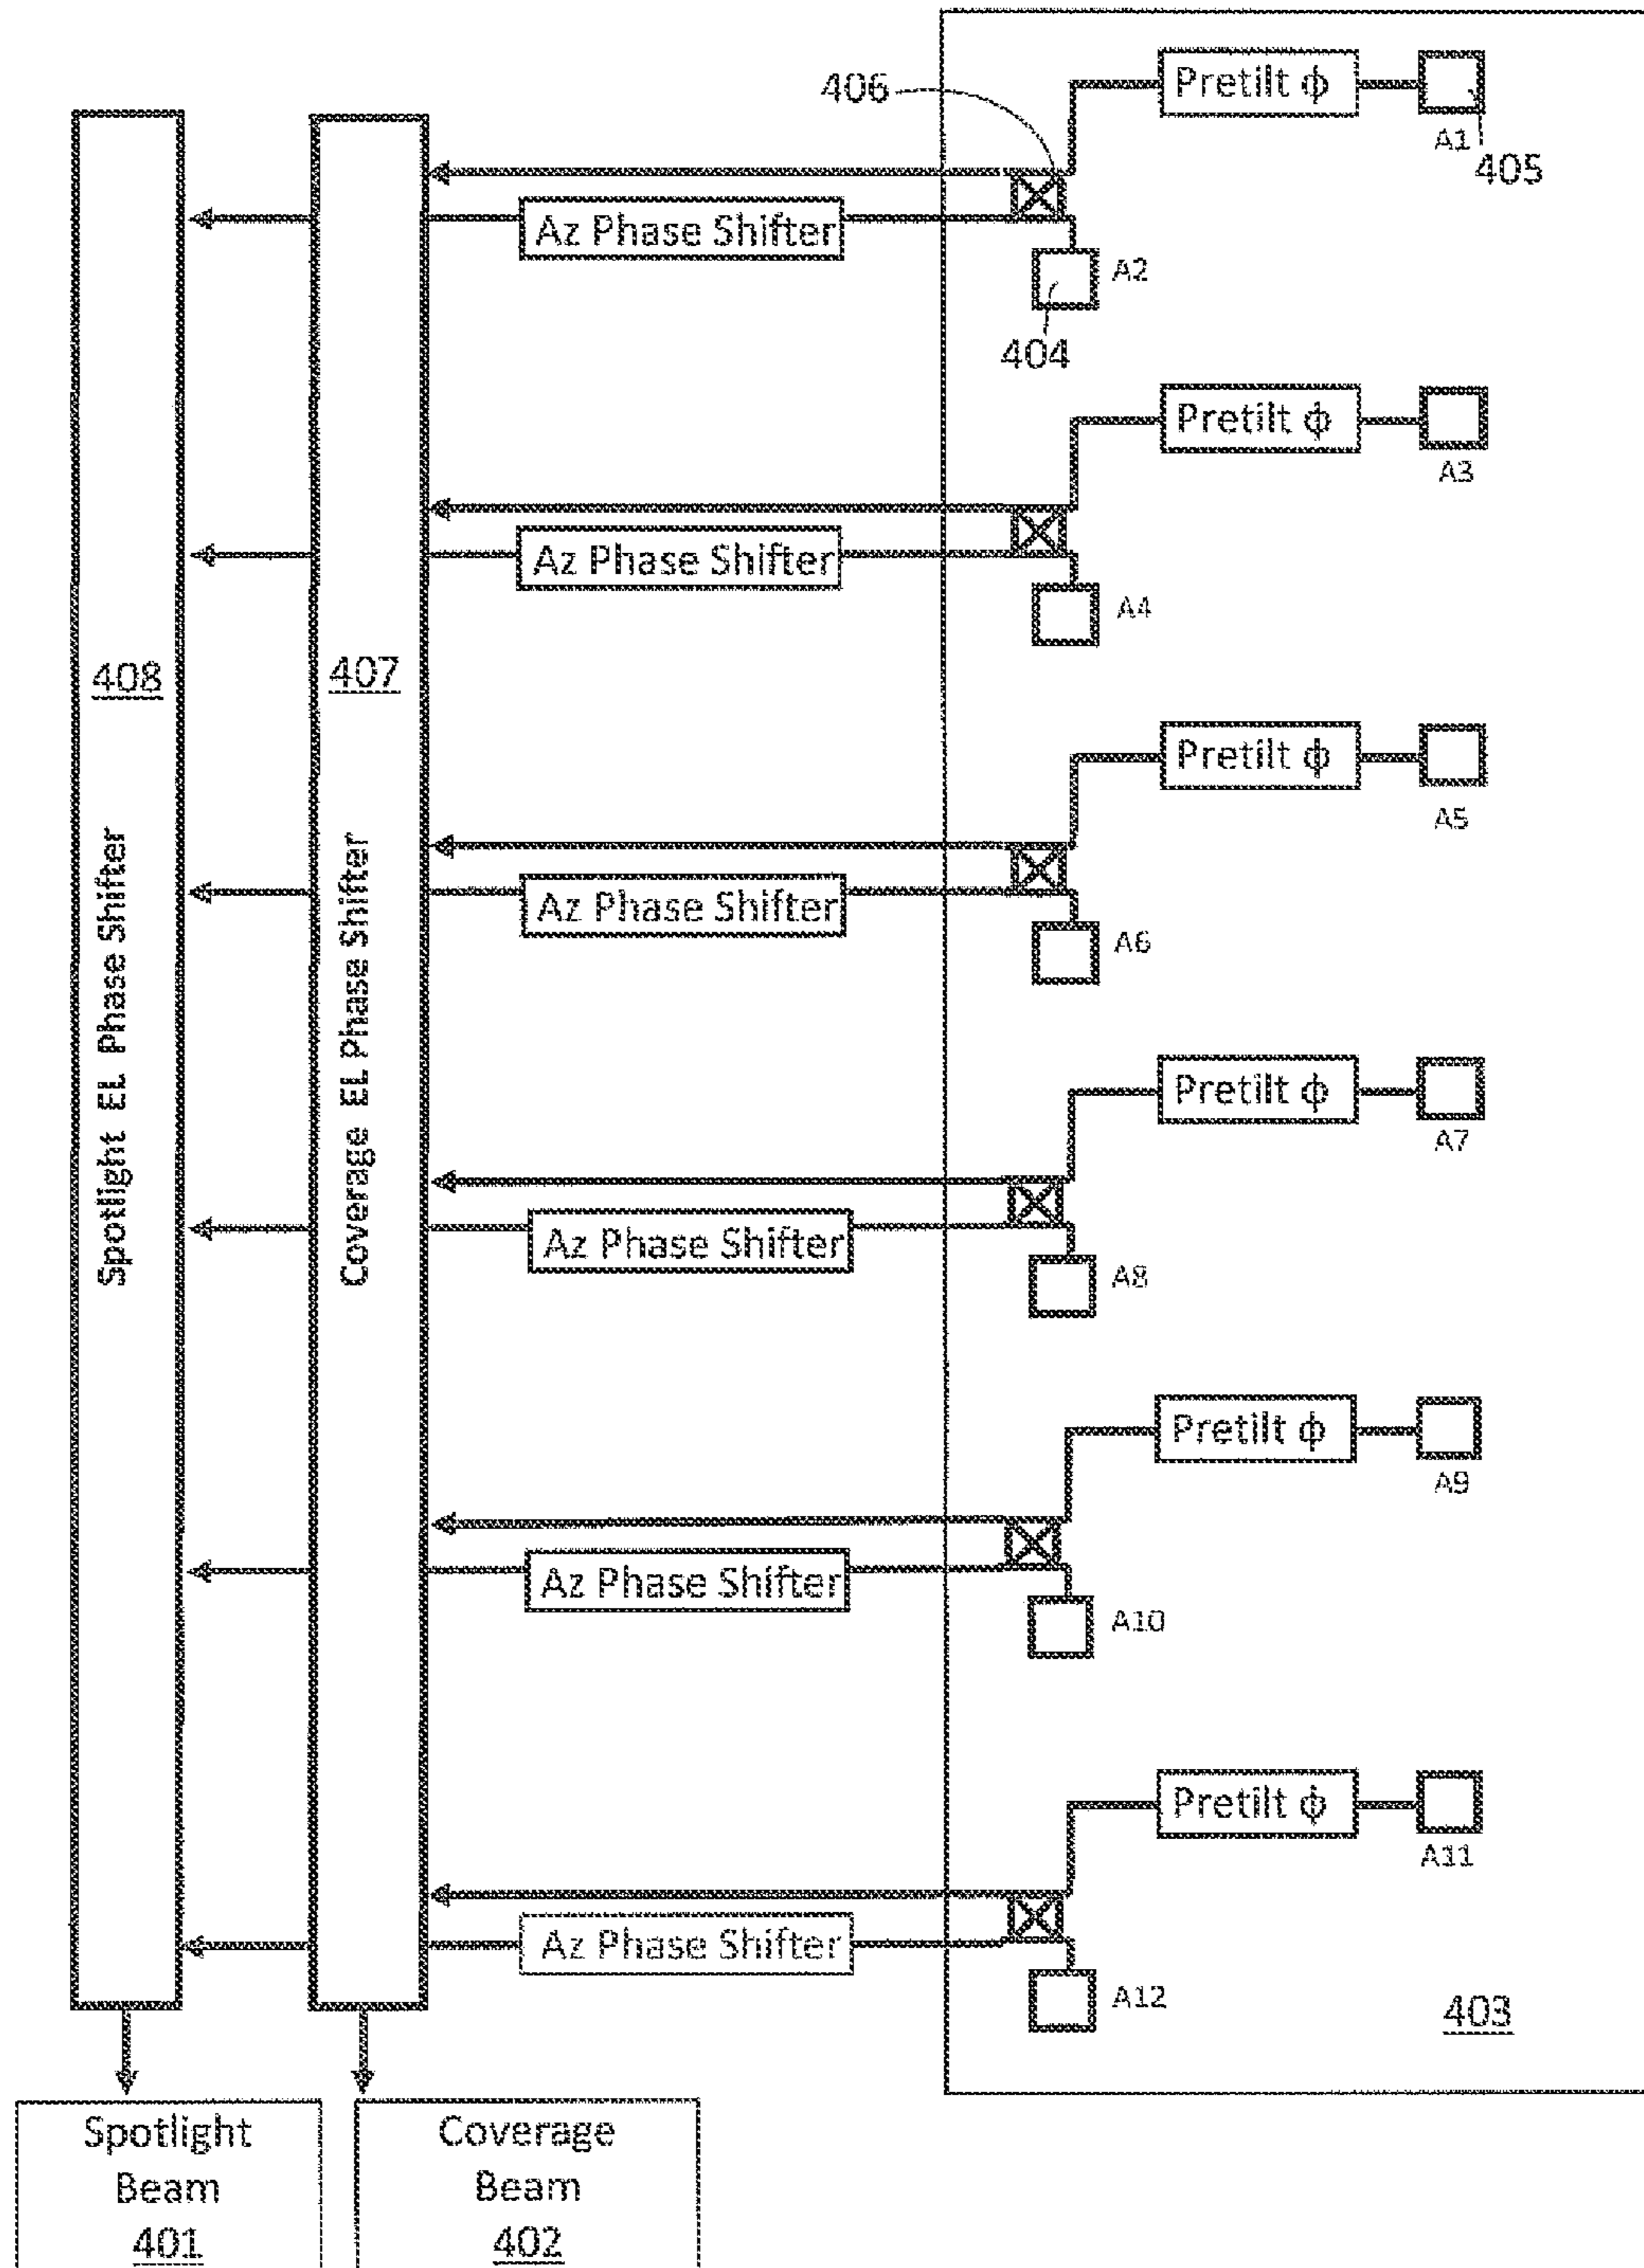 Pretilt ϕ
406
A1
405
Az Phase Shifter
A2
404
Pretilt ϕ
A3
Az Phase Shifter
A4
408
407
Pretilt ϕ
A5
Spotlight EL Phase Shifter
Coverage EL Phase Shifter
Az Phase Shifter
A6
Pretilt ϕ
A7
Az Phase Shifter
A8
Pretilt ϕ
A9
Az Phase Shifter
A10
Pretilt ϕ
A11
Az Phase Shifter
A12
403
Spotlight
Beam
401
Coverage
Beam
402